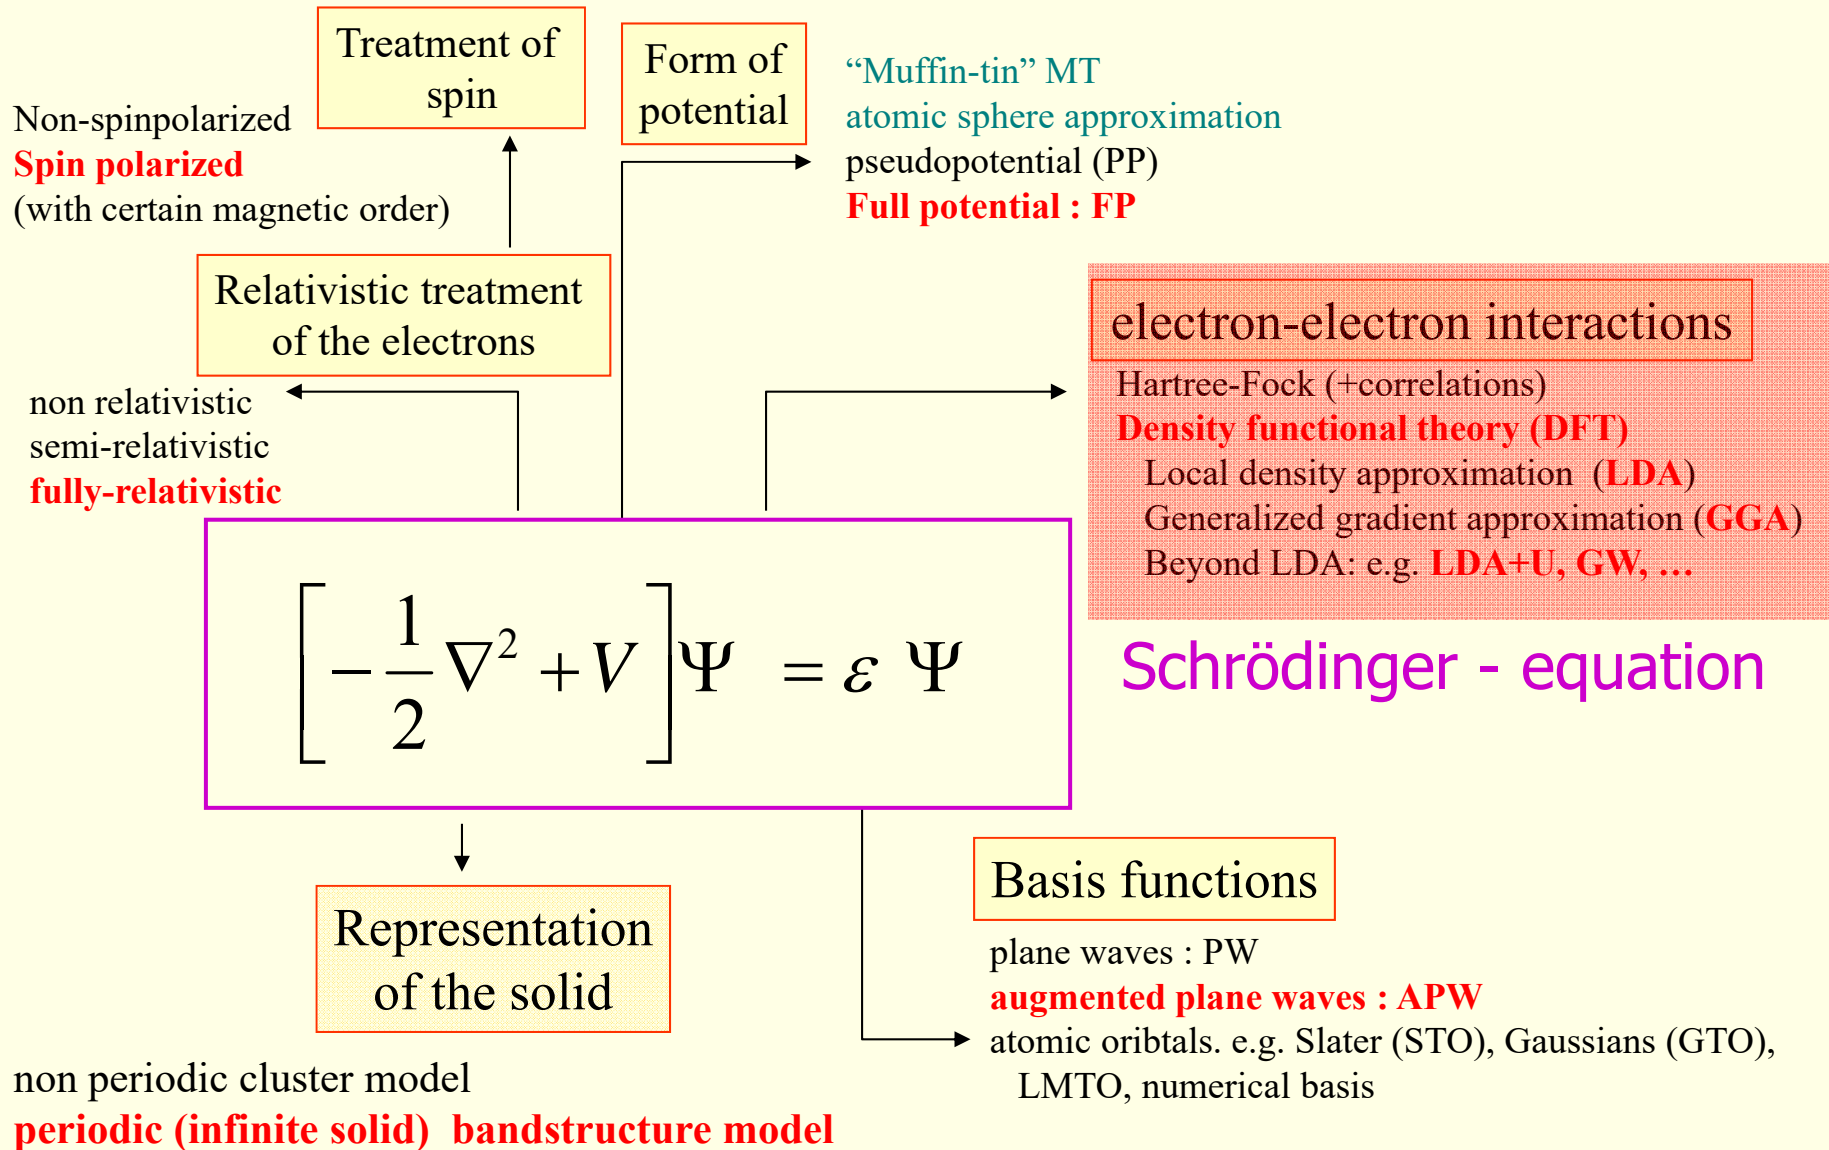 Treatment of
spin
Form of
potential
“Muffin-tin” MT
atomic sphere approximation
pseudopotential (PP)
Full potential : FP
Non-spinpolarized
Spin polarized
(with certain magnetic order)
Relativistic treatment
of the electrons
non relativistic
semi-relativistic
fully-relativistic
electron-electron interactions
Hartree-Fock (+correlations)
Density functional theory (DFT)
Local density approximation (LDA)
Generalized gradient approximation (GGA)
Beyond LDA: e.g. LDA+U, GW, …
[ - 1/2 ∇² + V ] Ψ = ε Ψ
Schrödinger - equation
Representation
of the solid
non periodic cluster model
periodic (infinite solid) bandstructure model
Basis functions
plane waves : PW
augmented plane waves : APW
atomic oribtals. e.g. Slater (STO), Gaussians (GTO),
LMTO, numerical basis